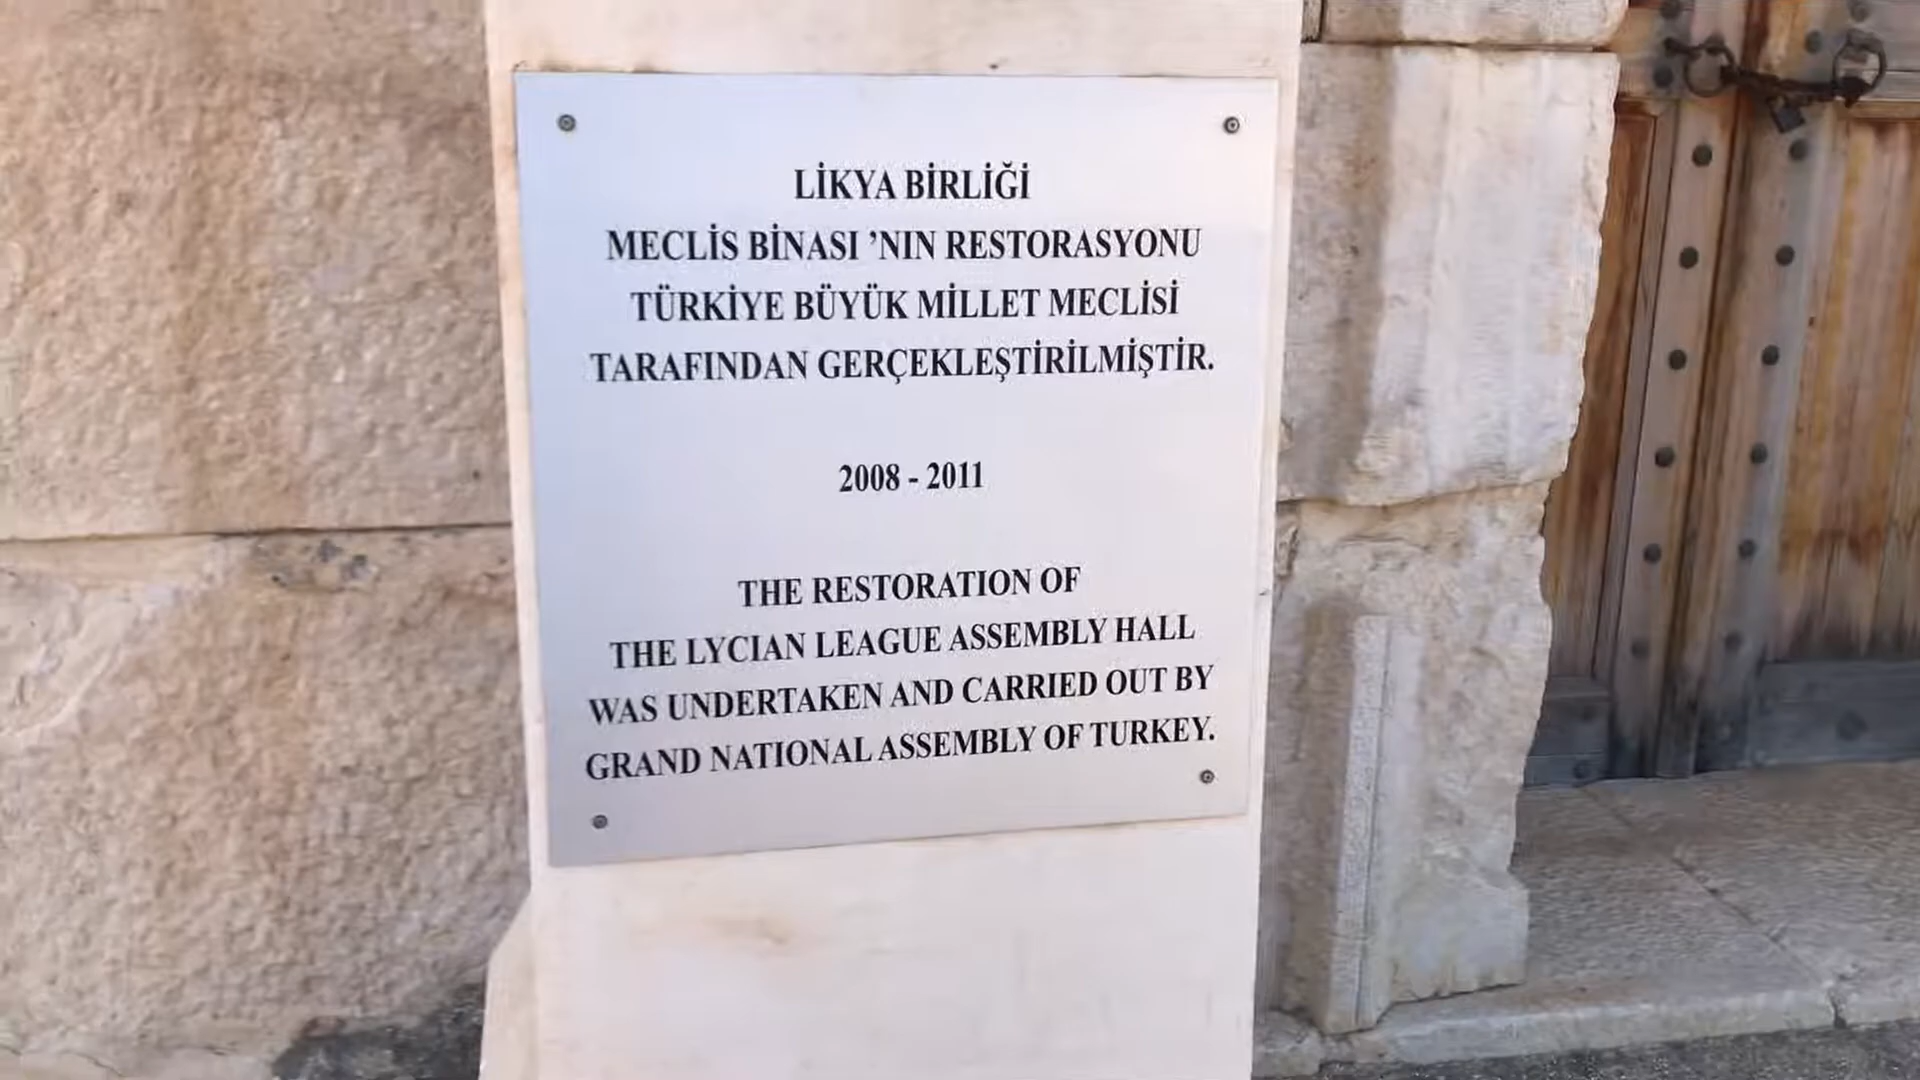 LİKYA BİRLİĞİ
MECLİS BİNASI ’NIN RESTORASYONU
TÜRKİYE BÜYÜK MİLLET MECLİSİ
TARAFINDAN GERÇEKLEŞTİRİLMİŞTİR.
2008 - 2011
THE RESTORATION OF
THE LYCIAN LEAGUE ASSEMBLY HALL
WAS UNDERTAKEN AND CARRIED OUT BY
GRAND NATIONAL ASSEMBLY OF TURKEY.